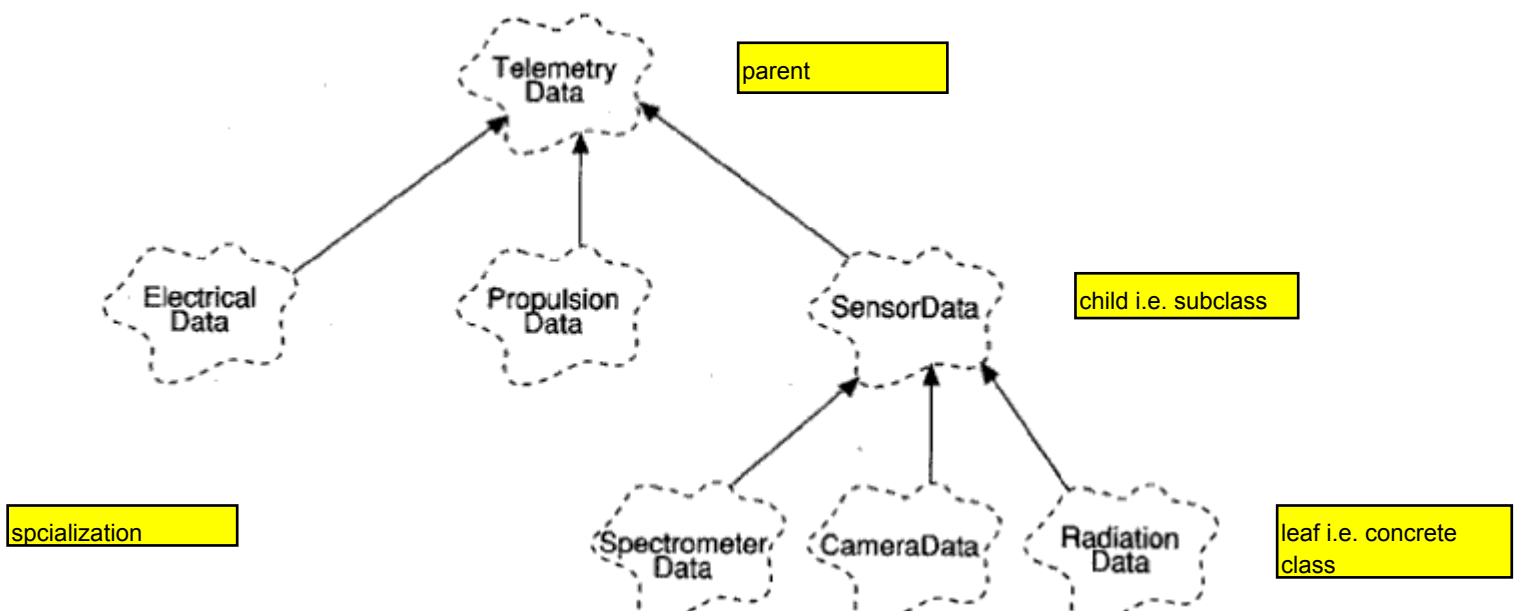 Telemetry
Data
parent
Electrical
Data
Propulsion
Data
SensorData
child i.e. subclass
spcialization
Spectrometer
Data
CameraData
Radiation
Data
leaf i.e. concrete
class